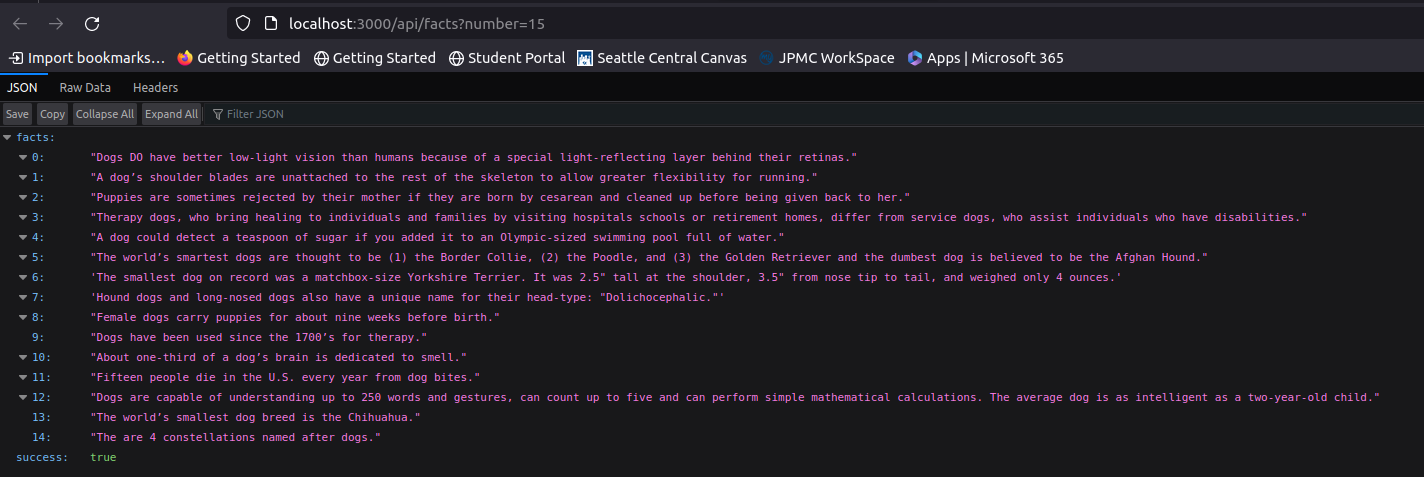 localhost:3000/api/facts?number=15
Import bookmarks... Getting Started Getting Started Student Portal Seattle Central Canvas JPMC WorkSpace Apps | Microsoft 365
JSON Raw Data Headers
Save Copy Collapse All Expand All Filter JSON
facts:
0: "Dogs DO have better low-light vision than humans because of a special light-reflecting layer behind their retinas."
1: "A dog’s shoulder blades are unattached to the rest of the skeleton to allow greater flexibility for running."
2: "Puppies are sometimes rejected by their mother if they are born by cesarean and cleaned up before being given back to her."
3: "Therapy dogs, who bring healing to individuals and families by visiting hospitals schools or retirement homes, differ from service dogs, who assist individuals who have disabilities."
4: "A dog could detect a teaspoon of sugar if you added it to an Olympic-sized swimming pool full of water."
5: "The world’s smartest dogs are thought to be (1) the Border Collie, (2) the Poodle, and (3) the Golden Retriever and the dumbest dog is believed to be the Afghan Hound."
6: 'The smallest dog on record was a matchbox-size Yorkshire Terrier. It was 2.5" tall at the shoulder, 3.5" from nose tip to tail, and weighed only 4 ounces.'
7: 'Hound dogs and long-nosed dogs also have a unique name for their head-type: "Dolichocephalic."'
8: "Female dogs carry puppies for about nine weeks before birth."
9: "Dogs have been used since the 1700’s for therapy."
10: "About one-third of a dog’s brain is dedicated to smell."
11: "Fifteen people die in the U.S. every year from dog bites."
12: "Dogs are capable of understanding up to 250 words and gestures, can count up to five and can perform simple mathematical calculations. The average dog is as intelligent as a two-year-old child."
13: "The world’s smallest dog breed is the Chihuahua."
14: "The are 4 constellations named after dogs."
success: true